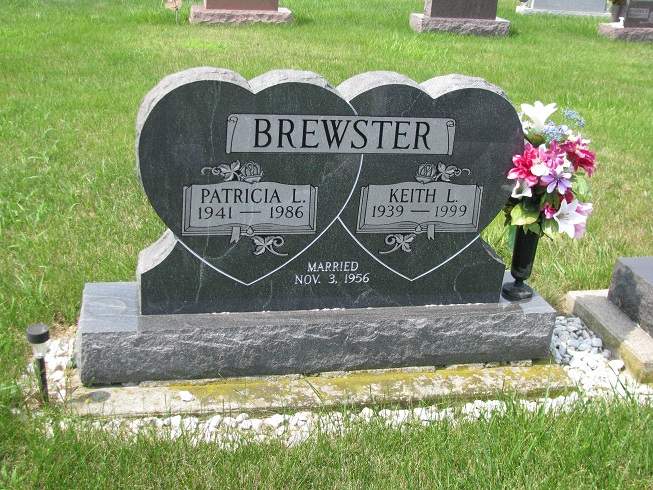 BREWSTER
PATRICIA L.
1941 — 1986
KEITH L.
1939 — 1999
MARRIED
NOV. 3, 1956